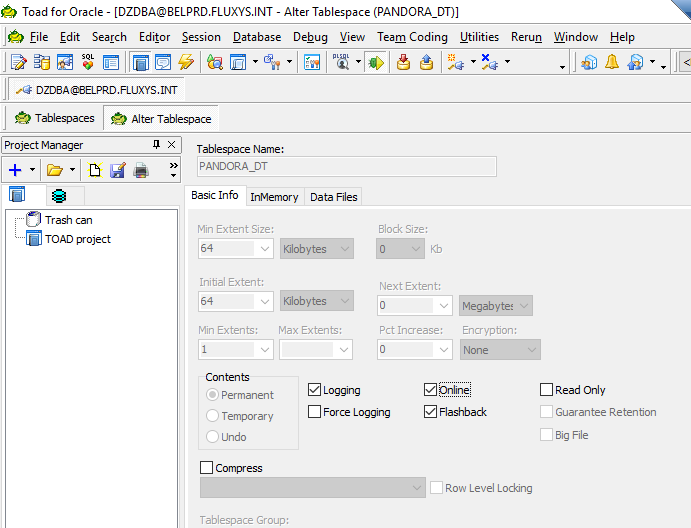 Toad for Oracle - [DZDBA@BELPRD.FLUXYS.INT - Alter Tablespace (PANDORA_DT)]
File Edit Search Editor Session Database Debug View Team Coding Utilities Rerun Window Help
SQL
PLSQL
DZDBA@BELPRD.FLUXYS.INT
Tablespaces Alter Tablespace
Project Manager
Trash can
TOAD project
Tablespace Name:
PANDORA_DT
Basic Info InMemory Data Files
Min Extent Size: Block Size:
64 Kilobytes 0 Kb
Initial Extent: Next Extent:
64 Kilobytes 0 Megabytes
Min Extents: Max Extents: Pct Increase: Encryption:
1 0 None
Contents
Permanent Logging Online Read Only
Temporary Force Logging Flashback Guarantee Retention
Undo Big File
Compress
Row Level Locking
Tablespace Group: